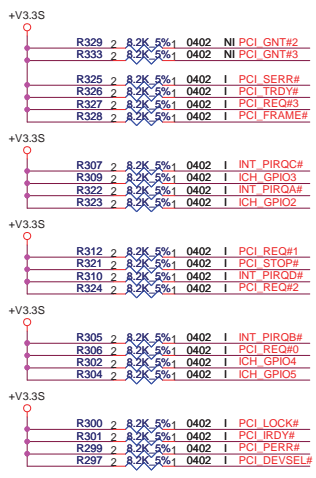 +V3.3S
R329 2 8.2K_5% 1 0402 NI PCI_GNT#2
R333 2 8.2K_5% 1 0402 NI PCI_GNT#3
R325 2 8.2K_5% 1 0402 I PCI_SERR#
R326 2 8.2K_5% 1 0402 I PCI_TRDY#
R327 2 8.2K_5% 1 0402 I PCI_REQ#3
R328 2 8.2K_5% 1 0402 I PCI_FRAME#
+V3.3S
R307 2 8.2K_5% 1 0402 I INT_PIRQC#
R309 2 8.2K_5% 1 0402 I ICH_GPIO3
R322 2 8.2K_5% 1 0402 I INT_PIRQA#
R323 2 8.2K_5% 1 0402 I ICH_GPIO2
+V3.3S
R312 2 8.2K_5% 1 0402 I PCI_REQ#1
R321 2 8.2K_5% 1 0402 I PCI_STOP#
R310 2 8.2K_5% 1 0402 I INT_PIRQD#
R324 2 8.2K_5% 1 0402 I PCI_REQ#2
+V3.3S
R305 2 8.2K_5% 1 0402 I INT_PIRQB#
R306 2 8.2K_5% 1 0402 I PCI_REQ#0
R302 2 8.2K_5% 1 0402 I ICH_GPIO4
R304 2 8.2K_5% 1 0402 I ICH_GPIO5
+V3.3S
R300 2 8.2K_5% 1 0402 I PCI_LOCK#
R301 2 8.2K_5% 1 0402 I PCI_IRDY#
R299 2 8.2K_5% 1 0402 I PCI_PERR#
R297 2 8.2K_5% 1 0402 I PCI_DEVSEL#